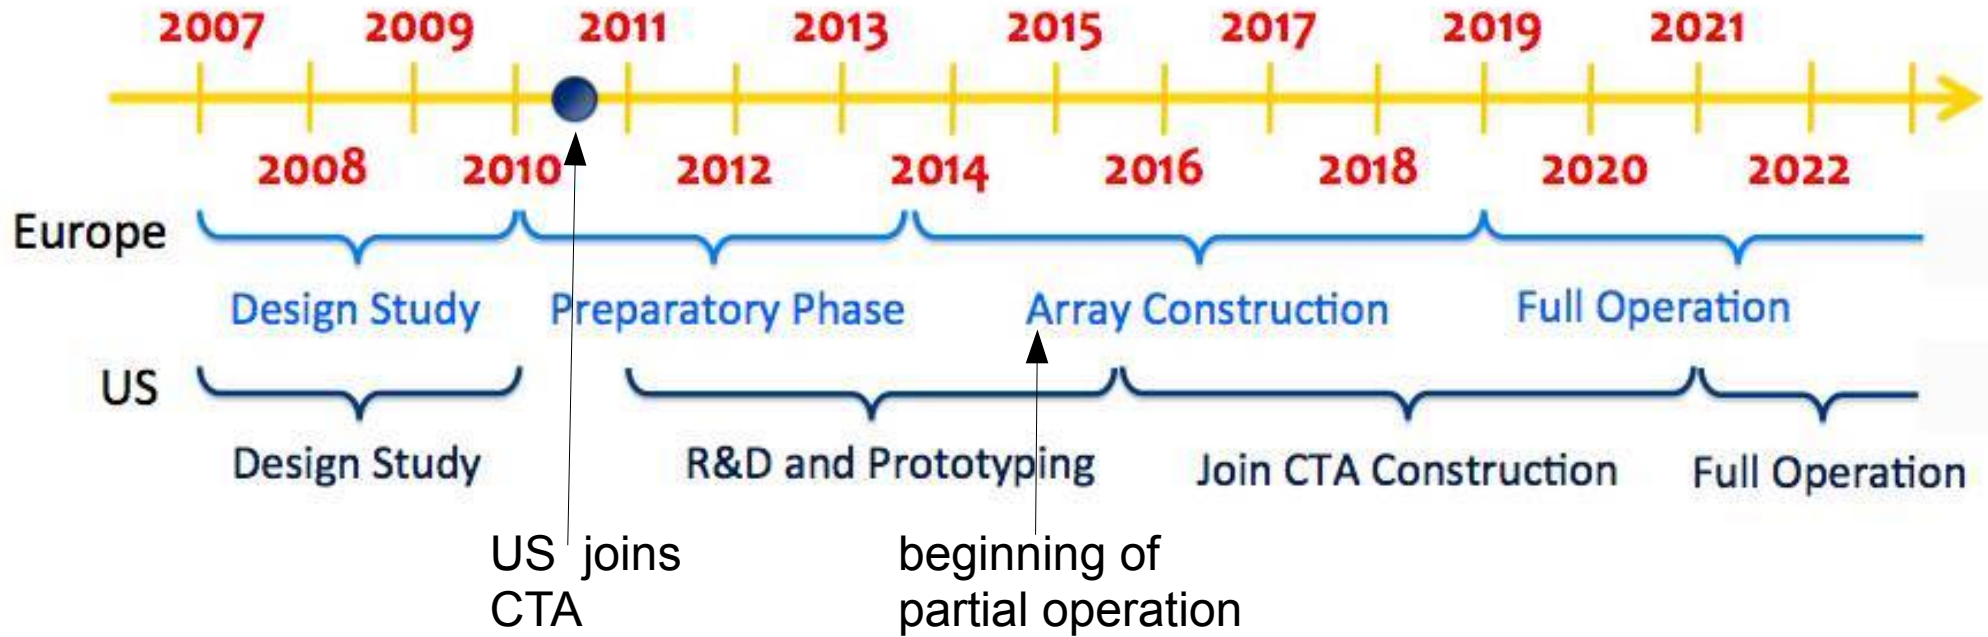 2007 2009 2011 2013 2015 2017 2019 2021
2008 2010 2012 2014 2016 2018 2020 2022
Europe
Design Study Preparatory Phase Array Construction Full Operation
US
Design Study R&D and Prototyping Join CTA Construction Full Operation
US joins
CTA
beginning of
partial operation